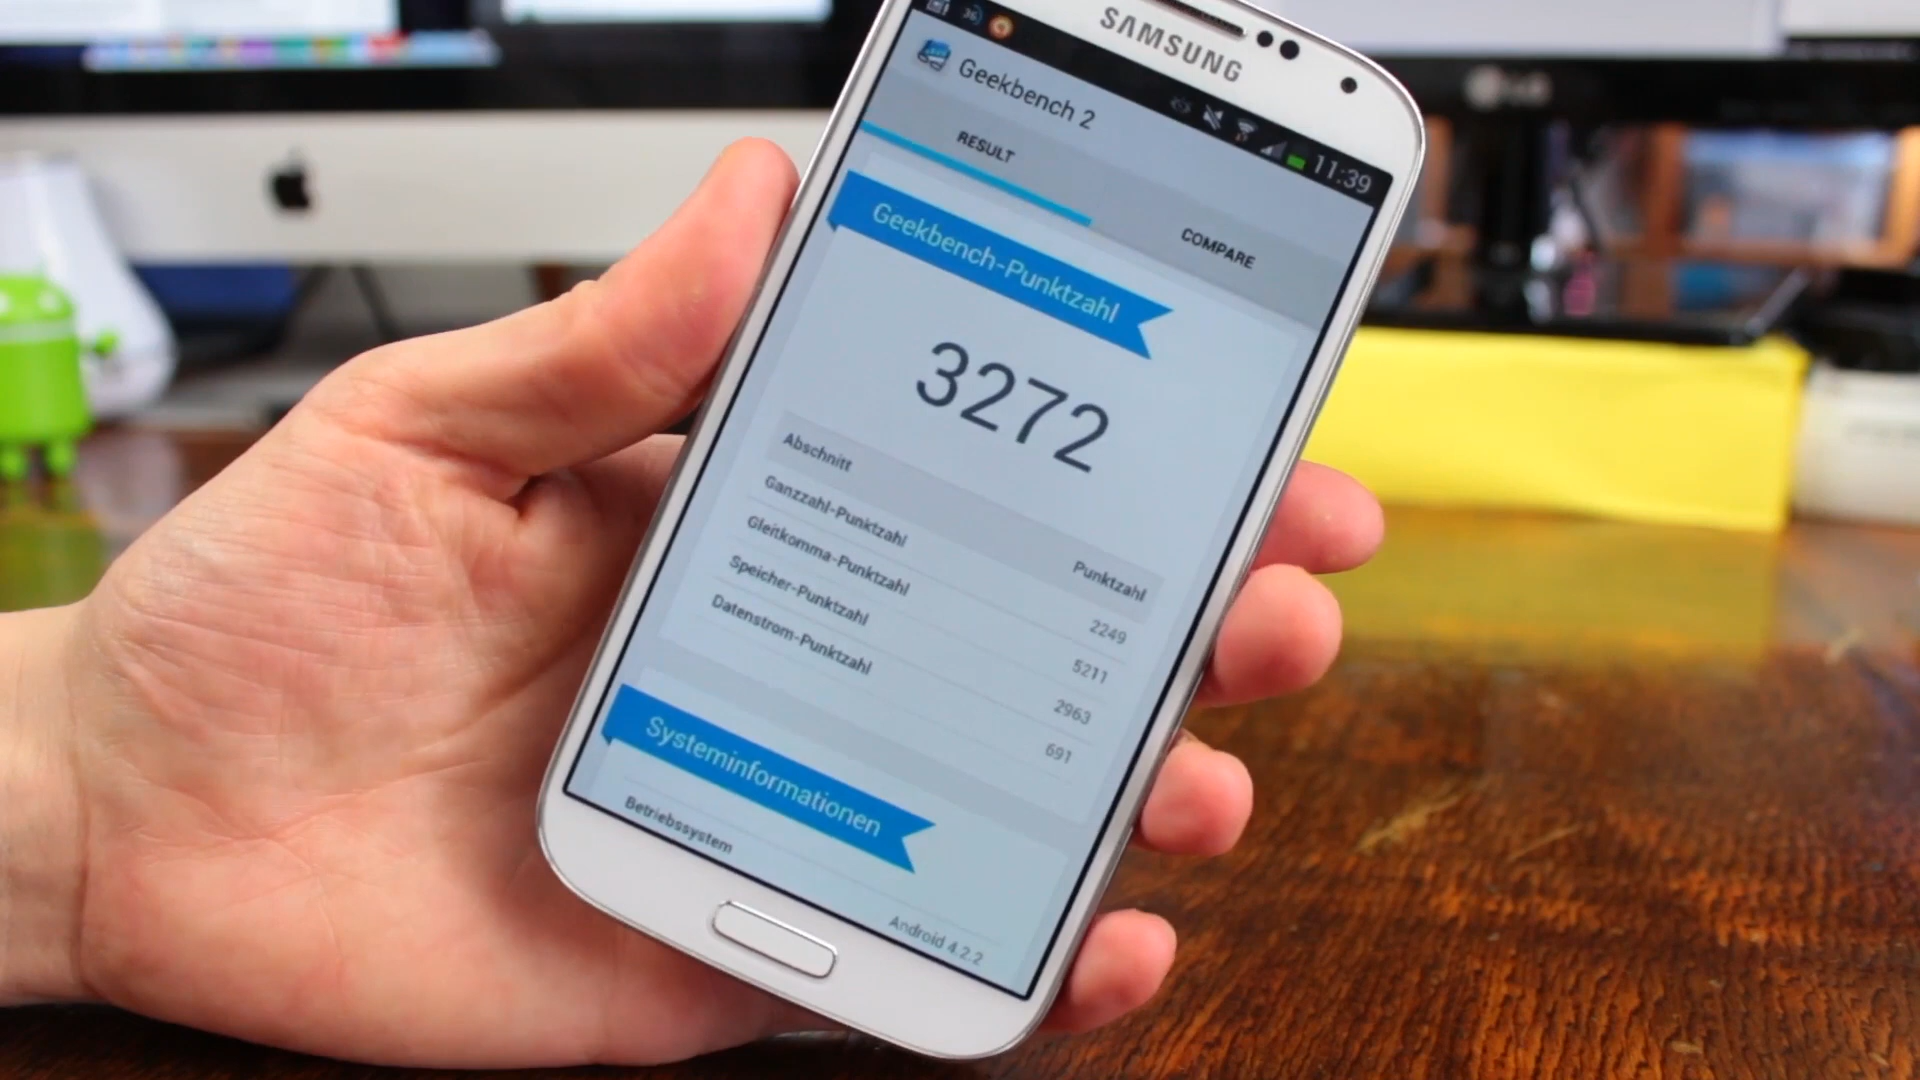 SAMSUNG
36
11:39
Geekbench 2
RESULT
COMPARE
Geekbench-Punktzahl
3272
Abschnitt Punktzahl
Ganzzahl-Punktzahl 2249
Gleitkomma-Punktzahl 5211
Speicher-Punktzahl 2963
Datenstrom-Punktzahl 691
Systeminformationen
Betriebssystem Android 4.2.2
LG